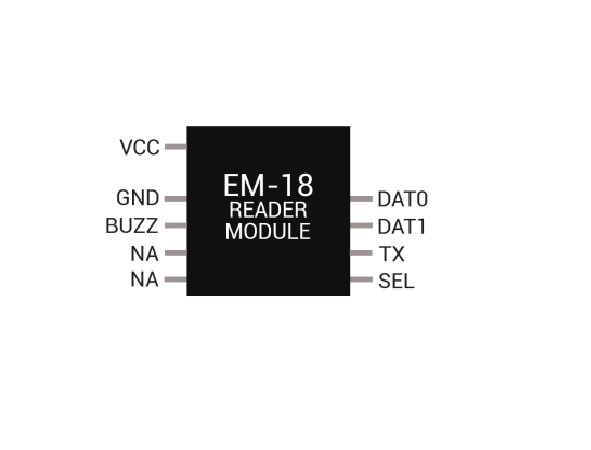 VCC
GND
BUZZ
NA
NA
EM-18
READER
MODULE
DAT0
DAT1
TX
SEL